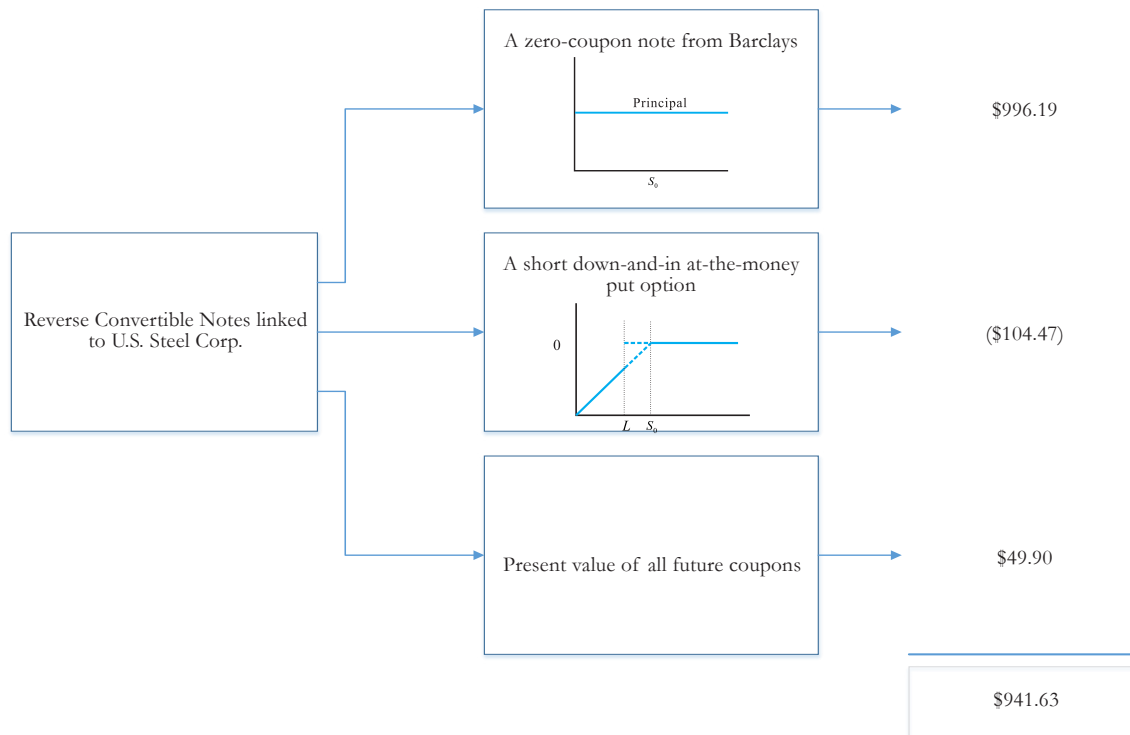 A zero-coupon note from Barclays
Principal
S₀
$996.19
Reverse Convertible Notes linked
to U.S. Steel Corp.
A short down-and-in at-the-money
put option
0
L S₀
($104.47)
Present value of all future coupons
$49.90
$941.63